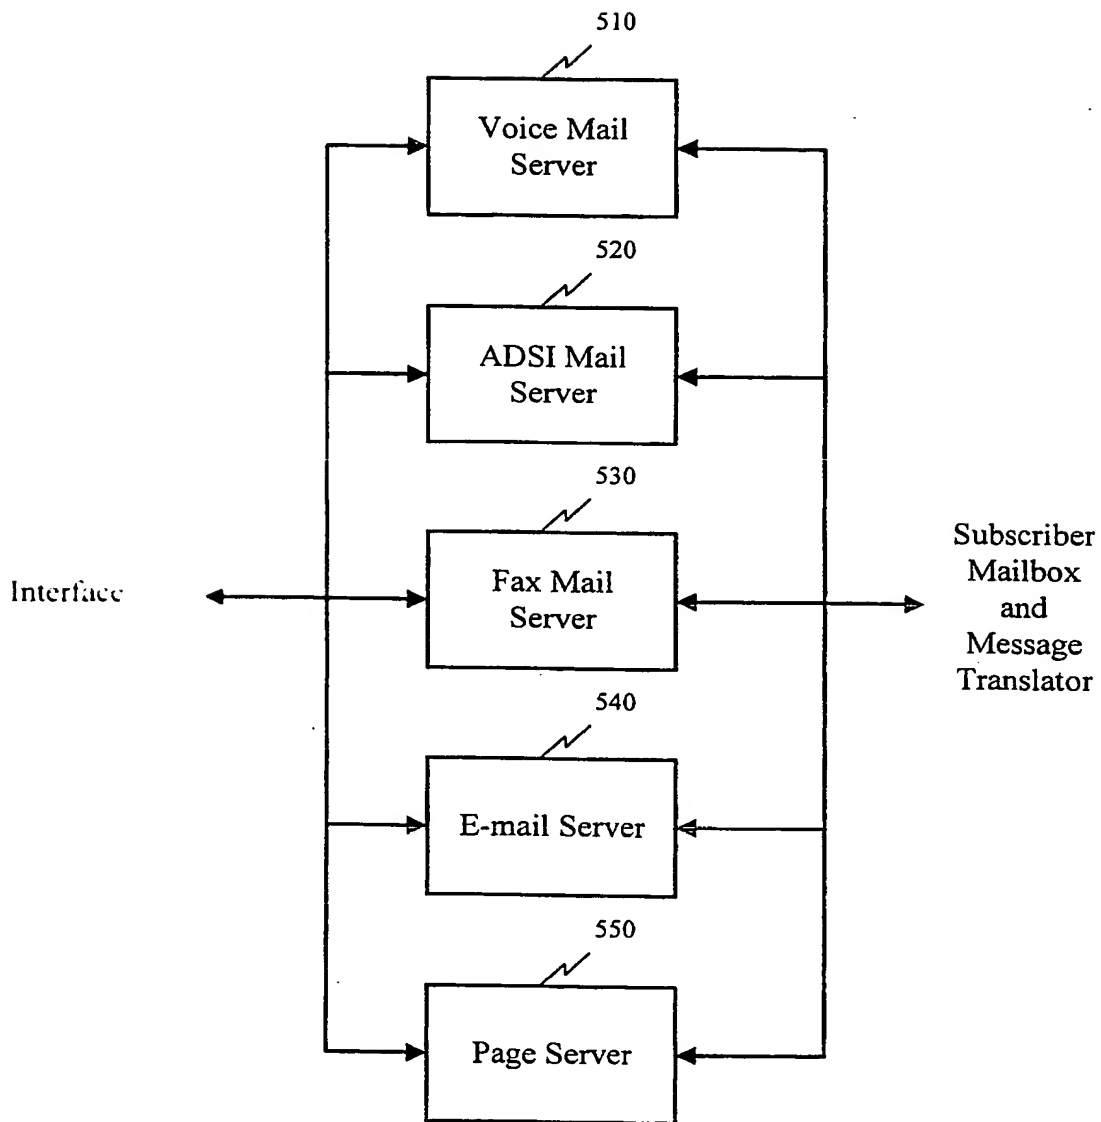 510
Voice Mail
Server
520
ADSI Mail
Server
530
Interface
Fax Mail
Server
Subscriber
Mailbox
and
Message
Translator
540
E-mail Server
550
Page Server